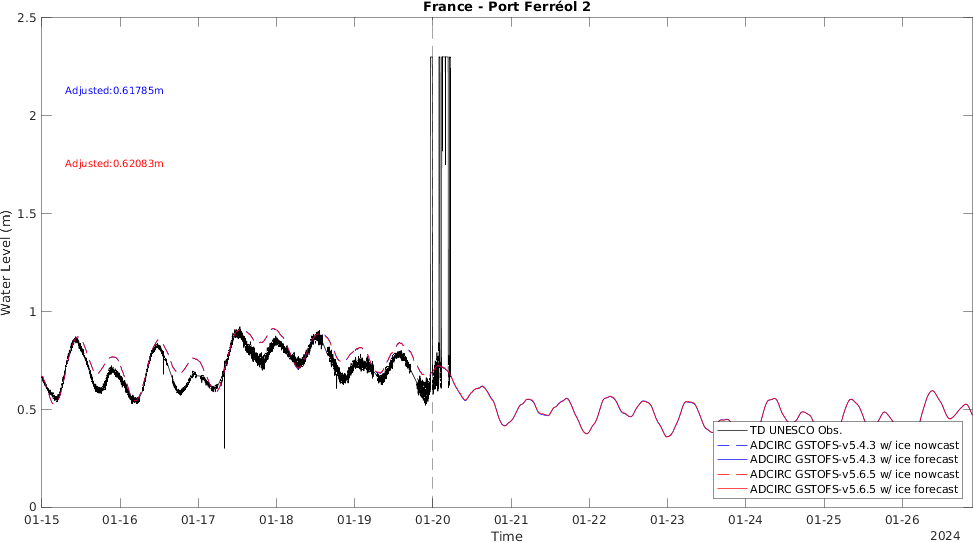 France - Port Ferréol 2
2.5
Adjusted:0.61785m
2
Adjusted:0.62083m
1.5
Water Level (m)
1
0.5
TD UNESCO Obs.
ADCIRC GSTOFS-v5.4.3 w/ ice nowcast
ADCIRC GSTOFS-v5.4.3 w/ ice forecast
ADCIRC GSTOFS-v5.6.5 w/ ice nowcast
ADCIRC GSTOFS-v5.6.5 w/ ice forecast
0
01-15 01-16 01-17 01-18 01-19 01-20 01-21 01-22 01-23 01-24 01-25 01-26
Time
2024